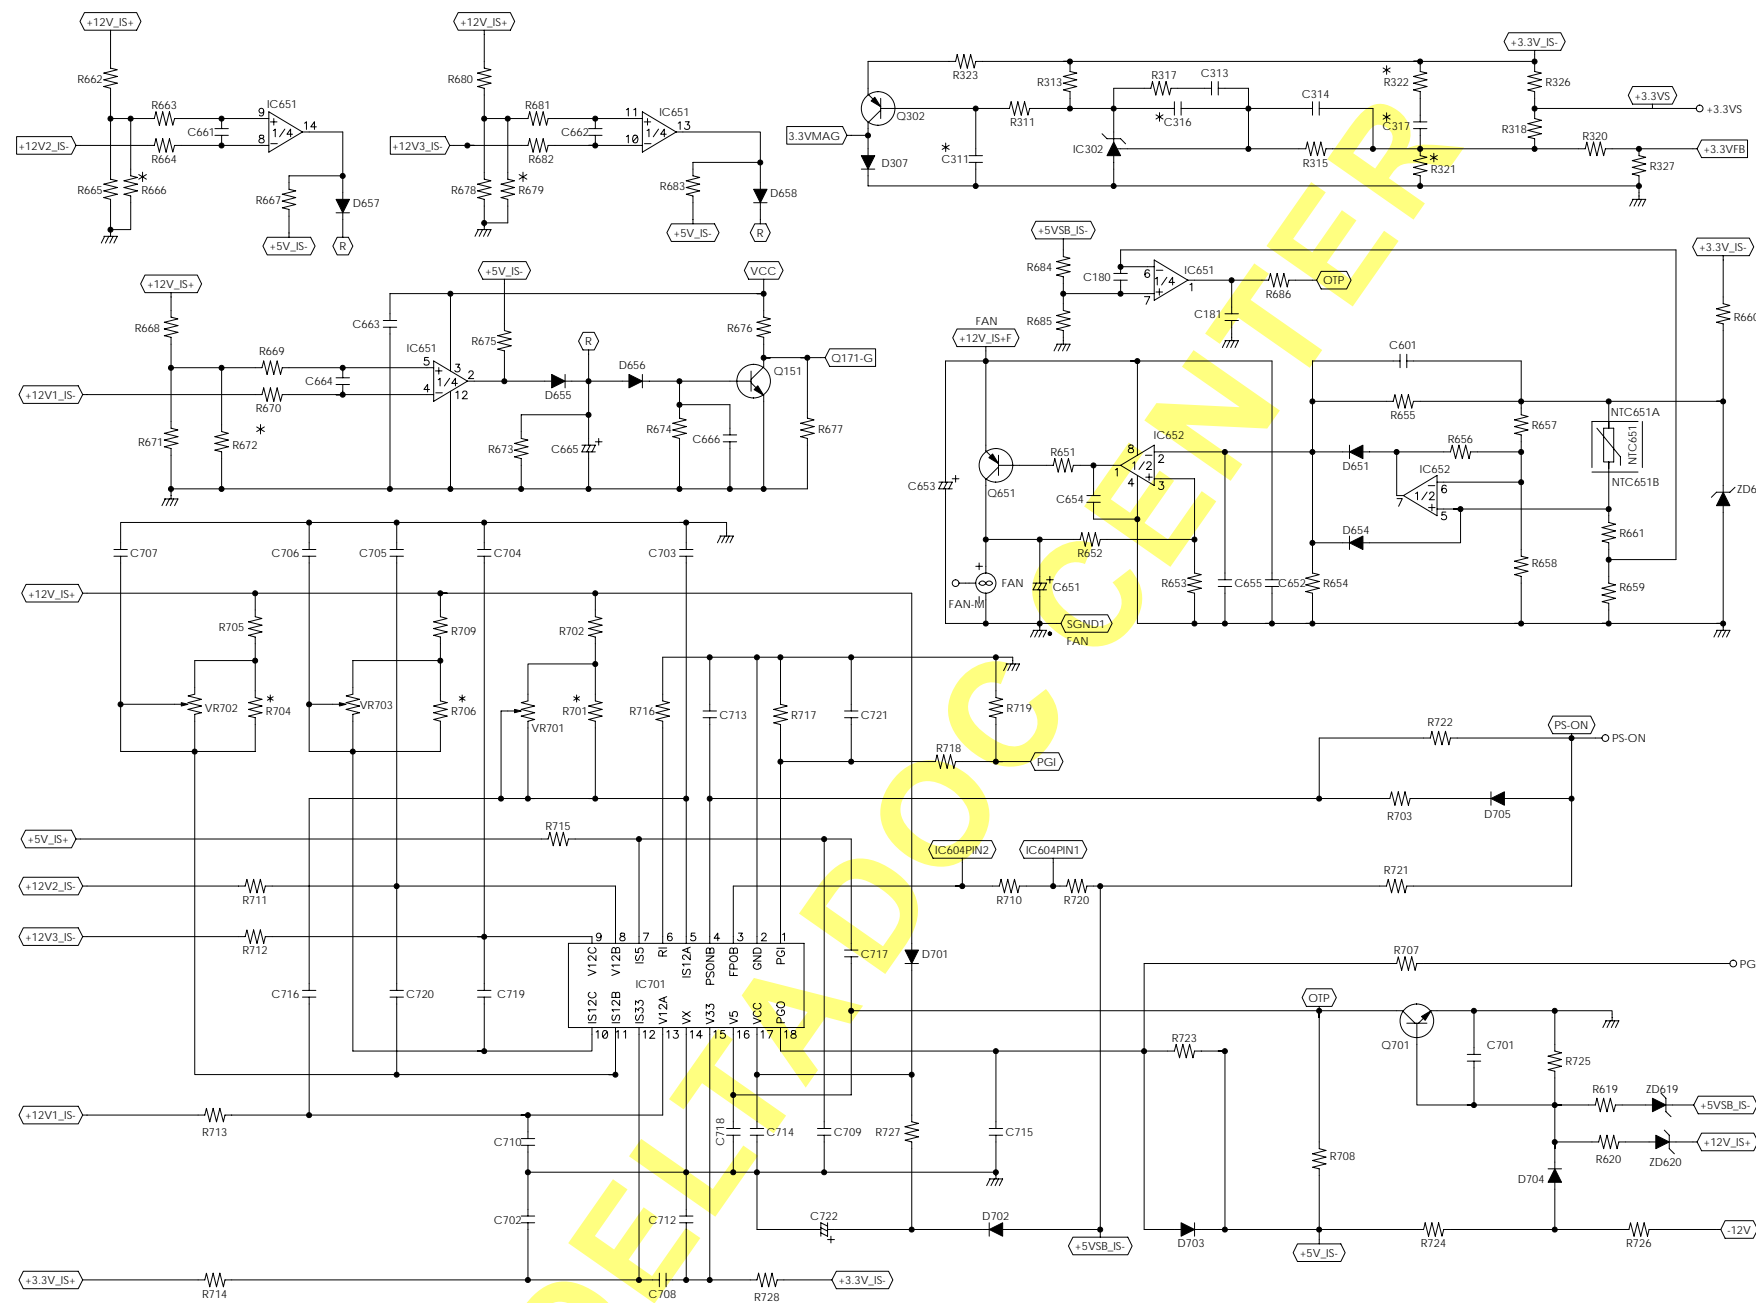 +12V_IS+
R662
R663
C661
R664
+12V2_IS-
R665
* R666
IC651
9
8
+
1/4
−
14
R667
D657
+5V_IS-
R
+12V_IS+
R680
R681
C662
R682
+12V3_IS-
R678
* R679
IC651
11
10
+
1/4
−
13
R683
D658
+5V_IS-
R
R323
Q302
3.3VMAG
D307
* C311
R311
R313
R317
C313
* C316
IC302
C314
R315
* R322
* C317
* R321
+3.3V_IS-
R326
R318
+3.3VS
+3.3VS
R320
+3.3VFB
R327
+12V_IS+
R668
R669
C664
R670
*
+12V1_IS-
R671
R672
C663
IC651
5
4
3
+
1/4
−
2
12
+5V_IS-
R675
D655
R
D656
R673
C665
+
R674
C666
VCC
R676
Q151
Q171-G
R677
+5VSB_IS-
R684
C180
R685
6
7
−
1/4
+
IC651
1
R686
OTP
C181
+3.3V_IS-
R660
FAN
+12V_IS+F
C653
+
Q651
R651
C654
IC652
8
−
1/2
+
1
2
4
3
R652
+
FAN
FAN-M
C651
+
R653
C655
C652
R654
SGND1
FAN
C601
R655
D651
R656
R657
IC652
7
−
1/2
+
6
5
D654
R658
NTC651A
NTC651
NTC651B
R661
R659
ZD6
C707
C706
C705
C704
C703
+12V_IS+
R705
R709
R702
VR702
* R704
VR703
* R706
VR701
* R701
R716
C713
R717
C721
R718
R719
PGI
R722
PS-ON
PS-ON
R703
D705
+5V_IS+
R715
IC604PIN2
IC604PIN1
R710
R720
R721
+12V2_IS-
R711
+12V3_IS-
R712
C716
C720
C719
9
8
7
6
5
4
3
2
1
V12C
V12B
IS5
RI
IS12A
PSONB
FPOB
GND
PGI
IC701
IS12C
IS12B
IS33
V12A
VX
V33
V5
VCC
PGO
10
11
12
13
14
15
16
17
18
C717
D701
R707
PG
OTP
Q701
C701
R725
R723
R619
ZD619
+5VSB_IS-
R620
ZD620
+12V_IS+
+12V1_IS-
R713
C710
C718
C714
C709
R727
C715
R708
D704
C702
C712
C722
+
D702
+5VSB_IS-
D703
+5V_IS-
R724
R726
-12V
+3.3V_IS+
R714
C708
R728
+3.3V_IS-
DELTADOC CENTER